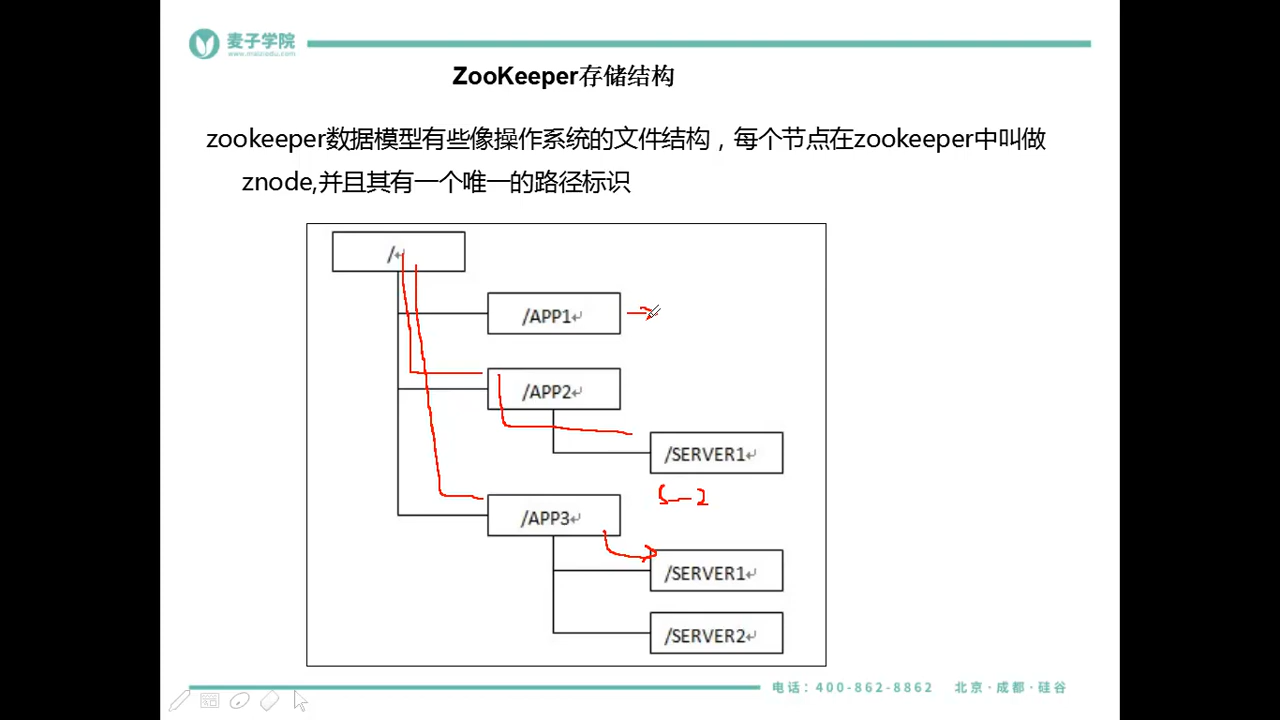 麦子学院
www.maiziedu.com
ZooKeeper存储结构
zookeeper数据模型有些像操作系统的文件结构，每个节点在zookeeper中叫做
znode,并且其有一个唯一的路径标识
/↵
/APP1↵
/APP2↵
/SERVER1↵
S-2
/APP3↵
/SERVER1↵
/SERVER2↵
电话：400-862-8862 北京·成都·硅谷